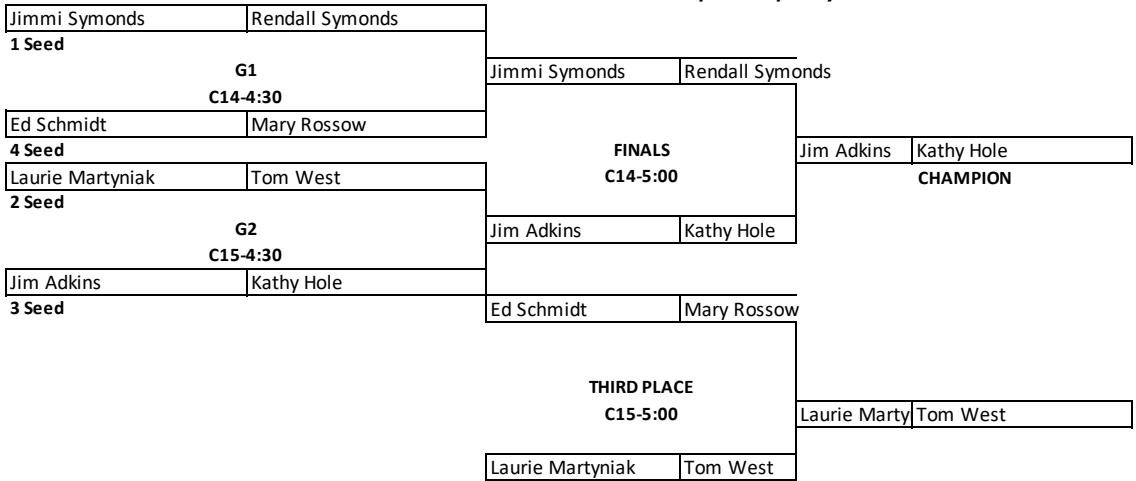 Jimmi Symonds Rendall Symonds
1 Seed
G1
Jimmi Symonds Rendall Symonds
C14-4:30
Ed Schmidt Mary Rossow
4 Seed
FINALS
Jim Adkins Kathy Hole
Laurie Martyniak Tom West
C14-5:00
CHAMPION
2 Seed
G2
Jim Adkins Kathy Hole
C15-4:30
Jim Adkins Kathy Hole
3 Seed
Ed Schmidt Mary Rossow
THIRD PLACE
C15-5:00
Laurie Marty Tom West
Laurie Martyniak Tom West